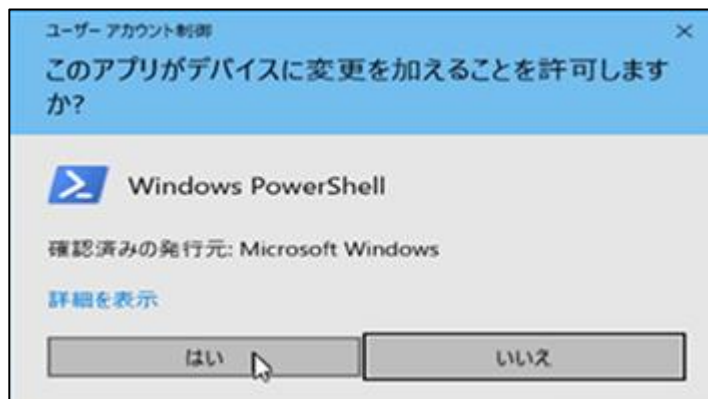 ユーザー アカウント制御
このアプリがデバイスに変更を加えることを許可します
か?
Windows PowerShell
確認済みの発行元: Microsoft Windows
詳細を表示
はい
いいえ